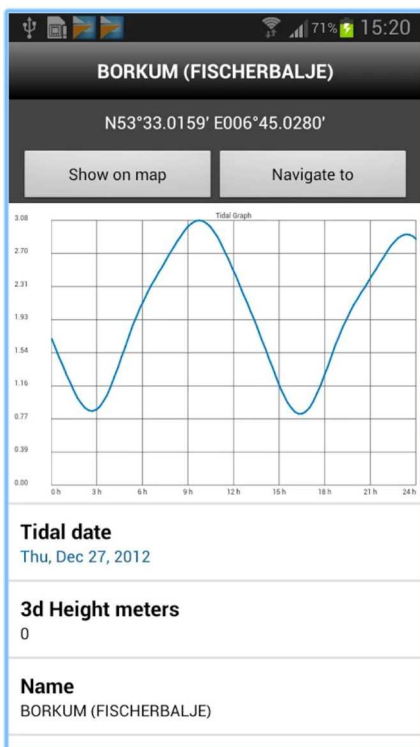 71% 15:20
BORKUM (FISCHERBALJE)
N53°33.0159' E006°45.0280'
Show on map Navigate to
Tidal Graph
3.08
2.70
2.31
1.93
1.54
1.16
0.77
0.39
0.00
0 h 3 h 6 h 9 h 12 h 15 h 18 h 21 h 24 h
Tidal date
Thu, Dec 27, 2012
3d Height meters
0
Name
BORKUM (FISCHERBALJE)